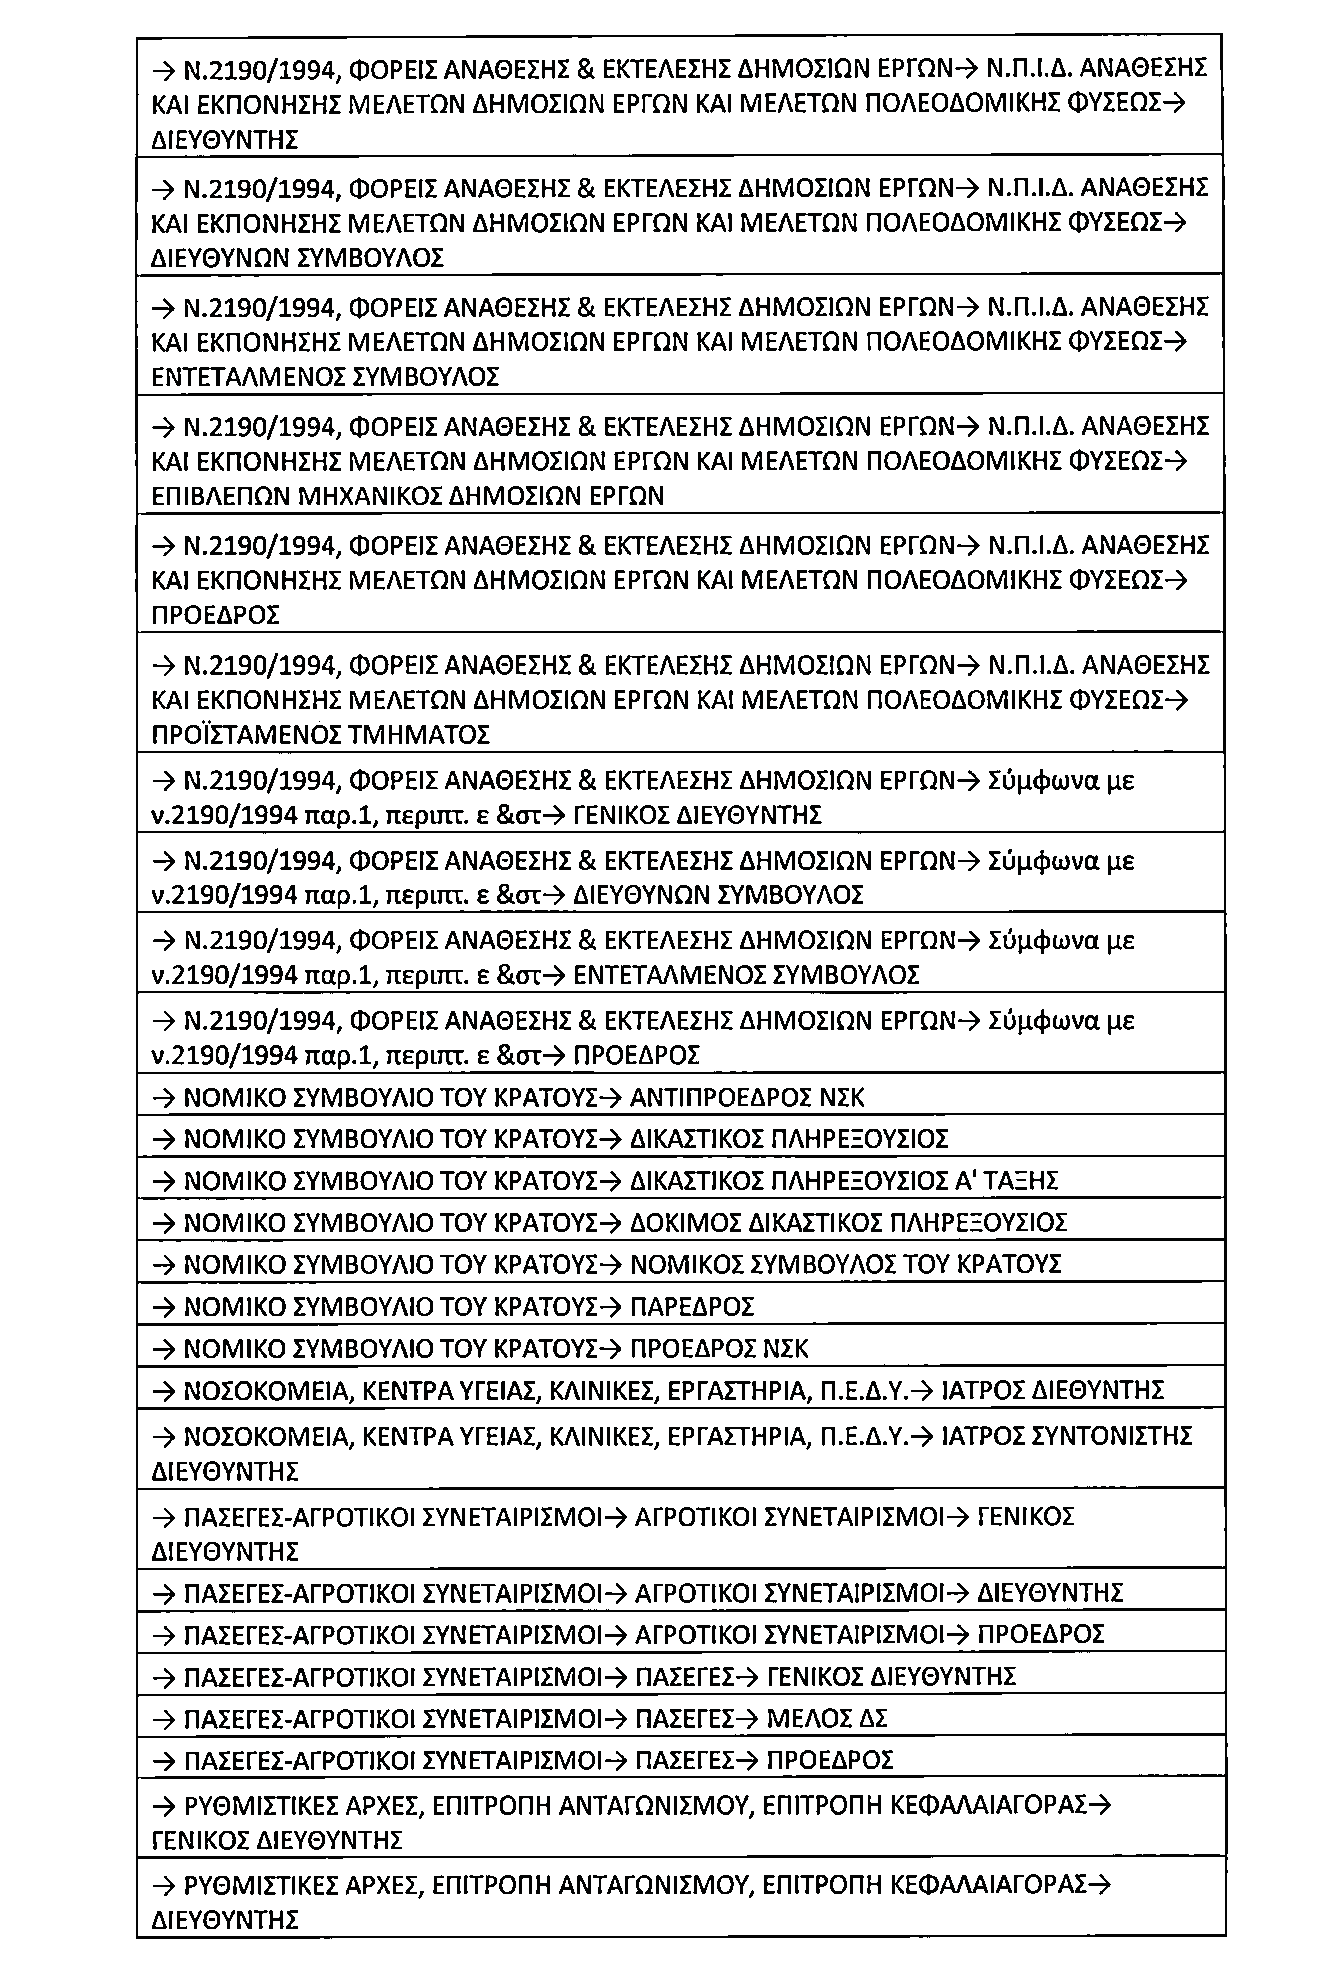 → Ν.2190/1994, ΦΟΡΕΙΣ ΑΝΑΘΕΣΗΣ & ΕΚΤΕΛΕΣΗΣ ΔΗΜΟΣΙΩΝ ΕΡΓΩΝ→ Ν.Π.Ι.Δ. ΑΝΑΘΕΣΗΣ
ΚΑΙ ΕΚΠΟΝΗΣΗΣ ΜΕΛΕΤΩΝ ΔΗΜΟΣΙΩΝ ΕΡΓΩΝ ΚΑΙ ΜΕΛΕΤΩΝ ΠΟΛΕΟΔΟΜΙΚΗΣ ΦΥΣΕΩΣ→
ΔΙΕΥΘΥΝΤΗΣ
→ Ν.2190/1994, ΦΟΡΕΙΣ ΑΝΑΘΕΣΗΣ & ΕΚΤΕΛΕΣΗΣ ΔΗΜΟΣΙΩΝ ΕΡΓΩΝ→ Ν.Π.Ι.Δ. ΑΝΑΘΕΣΗΣ
ΚΑΙ ΕΚΠΟΝΗΣΗΣ ΜΕΛΕΤΩΝ ΔΗΜΟΣΙΩΝ ΕΡΓΩΝ ΚΑΙ ΜΕΛΕΤΩΝ ΠΟΛΕΟΔΟΜΙΚΗΣ ΦΥΣΕΩΣ→
ΔΙΕΥΘΥΝΩΝ ΣΥΜΒΟΥΛΟΣ
→ Ν.2190/1994, ΦΟΡΕΙΣ ΑΝΑΘΕΣΗΣ & ΕΚΤΕΛΕΣΗΣ ΔΗΜΟΣΙΩΝ ΕΡΓΩΝ→ Ν.Π.Ι.Δ. ΑΝΑΘΕΣΗΣ
ΚΑΙ ΕΚΠΟΝΗΣΗΣ ΜΕΛΕΤΩΝ ΔΗΜΟΣΙΩΝ ΕΡΓΩΝ ΚΑΙ ΜΕΛΕΤΩΝ ΠΟΛΕΟΔΟΜΙΚΗΣ ΦΥΣΕΩΣ→
ΕΝΤΕΤΑΛΜΕΝΟΣ ΣΥΜΒΟΥΛΟΣ
→ Ν.2190/1994, ΦΟΡΕΙΣ ΑΝΑΘΕΣΗΣ & ΕΚΤΕΛΕΣΗΣ ΔΗΜΟΣΙΩΝ ΕΡΓΩΝ→ Ν.Π.Ι.Δ. ΑΝΑΘΕΣΗΣ
ΚΑΙ ΕΚΠΟΝΗΣΗΣ ΜΕΛΕΤΩΝ ΔΗΜΟΣΙΩΝ ΕΡΓΩΝ ΚΑΙ ΜΕΛΕΤΩΝ ΠΟΛΕΟΔΟΜΙΚΗΣ ΦΥΣΕΩΣ→
ΕΠΙΒΛΕΠΩΝ ΜΗΧΑΝΙΚΟΣ ΔΗΜΟΣΙΩΝ ΕΡΓΩΝ
→ Ν.2190/1994, ΦΟΡΕΙΣ ΑΝΑΘΕΣΗΣ & ΕΚΤΕΛΕΣΗΣ ΔΗΜΟΣΙΩΝ ΕΡΓΩΝ→ Ν.Π.Ι.Δ. ΑΝΑΘΕΣΗΣ
ΚΑΙ ΕΚΠΟΝΗΣΗΣ ΜΕΛΕΤΩΝ ΔΗΜΟΣΙΩΝ ΕΡΓΩΝ ΚΑΙ ΜΕΛΕΤΩΝ ΠΟΛΕΟΔΟΜΙΚΗΣ ΦΥΣΕΩΣ→
ΠΡΟΕΔΡΟΣ
→ Ν.2190/1994, ΦΟΡΕΙΣ ΑΝΑΘΕΣΗΣ & ΕΚΤΕΛΕΣΗΣ ΔΗΜΟΣΙΩΝ ΕΡΓΩΝ→ Ν.Π.Ι.Δ. ΑΝΑΘΕΣΗΣ
ΚΑΙ ΕΚΠΟΝΗΣΗΣ ΜΕΛΕΤΩΝ ΔΗΜΟΣΙΩΝ ΕΡΓΩΝ ΚΑΙ ΜΕΛΕΤΩΝ ΠΟΛΕΟΔΟΜΙΚΗΣ ΦΥΣΕΩΣ→
ΠΡΟΪΣΤΑΜΕΝΟΣ ΤΜΗΜΑΤΟΣ
→ Ν.2190/1994, ΦΟΡΕΙΣ ΑΝΑΘΕΣΗΣ & ΕΚΤΕΛΕΣΗΣ ΔΗΜΟΣΙΩΝ ΕΡΓΩΝ→ Σύμφωνα με
ν.2190/1994 παρ.1, περιπτ. ε &στ→ ΓΕΝΙΚΟΣ ΔΙΕΥΘΥΝΤΗΣ
→ Ν.2190/1994, ΦΟΡΕΙΣ ΑΝΑΘΕΣΗΣ & ΕΚΤΕΛΕΣΗΣ ΔΗΜΟΣΙΩΝ ΕΡΓΩΝ→ Σύμφωνα με
ν.2190/1994 παρ.1, περιπτ. ε &στ→ ΔΙΕΥΘΥΝΩΝ ΣΥΜΒΟΥΛΟΣ
→ Ν.2190/1994, ΦΟΡΕΙΣ ΑΝΑΘΕΣΗΣ & ΕΚΤΕΛΕΣΗΣ ΔΗΜΟΣΙΩΝ ΕΡΓΩΝ→ Σύμφωνα με
ν.2190/1994 παρ.1, περιπτ. ε &στ→ ΕΝΤΕΤΑΛΜΕΝΟΣ ΣΥΜΒΟΥΛΟΣ
→ Ν.2190/1994, ΦΟΡΕΙΣ ΑΝΑΘΕΣΗΣ & ΕΚΤΕΛΕΣΗΣ ΔΗΜΟΣΙΩΝ ΕΡΓΩΝ→ Σύμφωνα με
ν.2190/1994 παρ.1, περιπτ. ε &στ→ ΠΡΟΕΔΡΟΣ
→ ΝΟΜΙΚΟ ΣΥΜΒΟΥΛΙΟ ΤΟΥ ΚΡΑΤΟΥΣ→ ΑΝΤΙΠΡΟΕΔΡΟΣ ΝΣΚ
→ ΝΟΜΙΚΟ ΣΥΜΒΟΥΛΙΟ ΤΟΥ ΚΡΑΤΟΥΣ→ ΔΙΚΑΣΤΙΚΟΣ ΠΛΗΡΕΞΟΥΣΙΟΣ
→ ΝΟΜΙΚΟ ΣΥΜΒΟΥΛΙΟ ΤΟΥ ΚΡΑΤΟΥΣ→ ΔΙΚΑΣΤΙΚΟΣ ΠΛΗΡΕΞΟΥΣΙΟΣ Α' ΤΑΞΗΣ
→ ΝΟΜΙΚΟ ΣΥΜΒΟΥΛΙΟ ΤΟΥ ΚΡΑΤΟΥΣ→ ΔΟΚΙΜΟΣ ΔΙΚΑΣΤΙΚΟΣ ΠΛΗΡΕΞΟΥΣΙΟΣ
→ ΝΟΜΙΚΟ ΣΥΜΒΟΥΛΙΟ ΤΟΥ ΚΡΑΤΟΥΣ→ ΝΟΜΙΚΟΣ ΣΥΜΒΟΥΛΟΣ ΤΟΥ ΚΡΑΤΟΥΣ
→ ΝΟΜΙΚΟ ΣΥΜΒΟΥΛΙΟ ΤΟΥ ΚΡΑΤΟΥΣ→ ΠΑΡΕΔΡΟΣ
→ ΝΟΜΙΚΟ ΣΥΜΒΟΥΛΙΟ ΤΟΥ ΚΡΑΤΟΥΣ→ ΠΡΟΕΔΡΟΣ ΝΣΚ
→ ΝΟΣΟΚΟΜΕΙΑ, ΚΕΝΤΡΑ ΥΓΕΙΑΣ, ΚΛΙΝΙΚΕΣ, ΕΡΓΑΣΤΗΡΙΑ, Π.Ε.Δ.Υ.→ ΙΑΤΡΟΣ ΔΙΕΘΥΝΤΗΣ
→ ΝΟΣΟΚΟΜΕΙΑ, ΚΕΝΤΡΑ ΥΓΕΙΑΣ, ΚΛΙΝΙΚΕΣ, ΕΡΓΑΣΤΗΡΙΑ, Π.Ε.Δ.Υ.→ ΙΑΤΡΟΣ ΣΥΝΤΟΝΙΣΤΗΣ
ΔΙΕΥΘΥΝΤΗΣ
→ ΠΑΣΕΓΕΣ-ΑΓΡΟΤΙΚΟΙ ΣΥΝΕΤΑΙΡΙΣΜΟΙ→ ΑΓΡΟΤΙΚΟΙ ΣΥΝΕΤΑΙΡΙΣΜΟΙ→ ΓΕΝΙΚΟΣ
ΔΙΕΥΘΥΝΤΗΣ
→ ΠΑΣΕΓΕΣ-ΑΓΡΟΤΙΚΟΙ ΣΥΝΕΤΑΙΡΙΣΜΟΙ→ ΑΓΡΟΤΙΚΟΙ ΣΥΝΕΤΑΙΡΙΣΜΟΙ→ ΔΙΕΥΘΥΝΤΗΣ
→ ΠΑΣΕΓΕΣ-ΑΓΡΟΤΙΚΟΙ ΣΥΝΕΤΑΙΡΙΣΜΟΙ→ ΑΓΡΟΤΙΚΟΙ ΣΥΝΕΤΑΙΡΙΣΜΟΙ→ ΠΡΟΕΔΡΟΣ
→ ΠΑΣΕΓΕΣ-ΑΓΡΟΤΙΚΟΙ ΣΥΝΕΤΑΙΡΙΣΜΟΙ→ ΠΑΣΕΓΕΣ→ ΓΕΝΙΚΟΣ ΔΙΕΥΘΥΝΤΗΣ
→ ΠΑΣΕΓΕΣ-ΑΓΡΟΤΙΚΟΙ ΣΥΝΕΤΑΙΡΙΣΜΟΙ→ ΠΑΣΕΓΕΣ→ ΜΕΛΟΣ ΔΣ
→ ΠΑΣΕΓΕΣ-ΑΓΡΟΤΙΚΟΙ ΣΥΝΕΤΑΙΡΙΣΜΟΙ→ ΠΑΣΕΓΕΣ→ ΠΡΟΕΔΡΟΣ
→ ΡΥΘΜΙΣΤΙΚΕΣ ΑΡΧΕΣ, ΕΠΙΤΡΟΠΗ ΑΝΤΑΓΩΝΙΣΜΟΥ, ΕΠΙΤΡΟΠΗ ΚΕΦΑΛΑΙΑΓΟΡΑΣ→
ΓΕΝΙΚΟΣ ΔΙΕΥΘΥΝΤΗΣ
→ ΡΥΘΜΙΣΤΙΚΕΣ ΑΡΧΕΣ, ΕΠΙΤΡΟΠΗ ΑΝΤΑΓΩΝΙΣΜΟΥ, ΕΠΙΤΡΟΠΗ ΚΕΦΑΛΑΙΑΓΟΡΑΣ→
ΔΙΕΥΘΥΝΤΗΣ